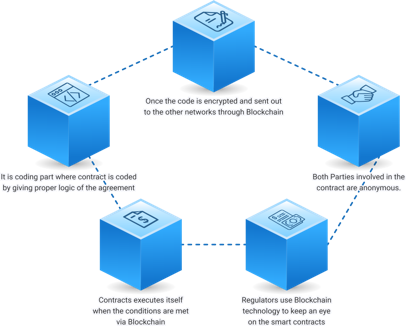 Once the code is encrypted and sent out
to the other networks through Blockchain
It is coding part where contract is coded
by giving proper logic of the agreement
Both Parties involved in the
contract are anonymous.
Contracts executes itself
when the conditions are met
via Blockchain
Regulators use Blockchain
technology to keep an eye
on the smart contracts